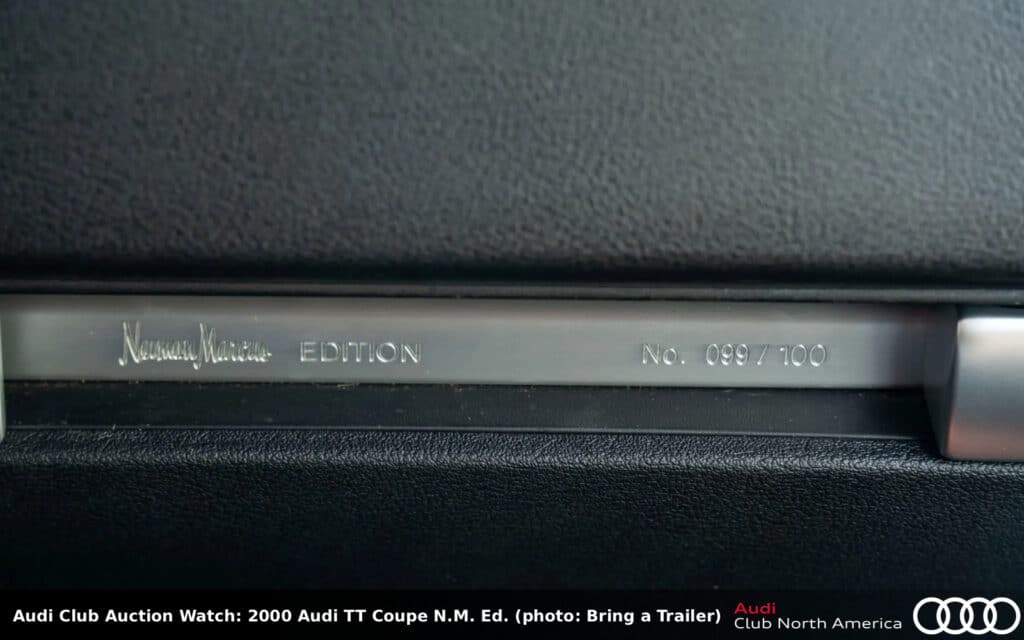 Neiman Marcus EDITION No. 099 / 100
Audi Club Auction Watch: 2000 Audi TT Coupe N.M. Ed. (photo: Bring a Trailer)
Audi
Club North America